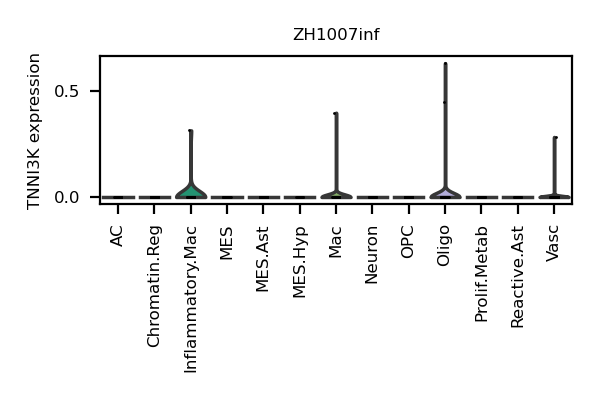 ZH1007inf
TNNI3K expression
0.5
0.0
AC
Chromatin.Reg
Inflammatory.Mac
MES
MES.Ast
MES.Hyp
Mac
Neuron
OPC
Oligo
Prolif.Metab
Reactive.Ast
Vasc